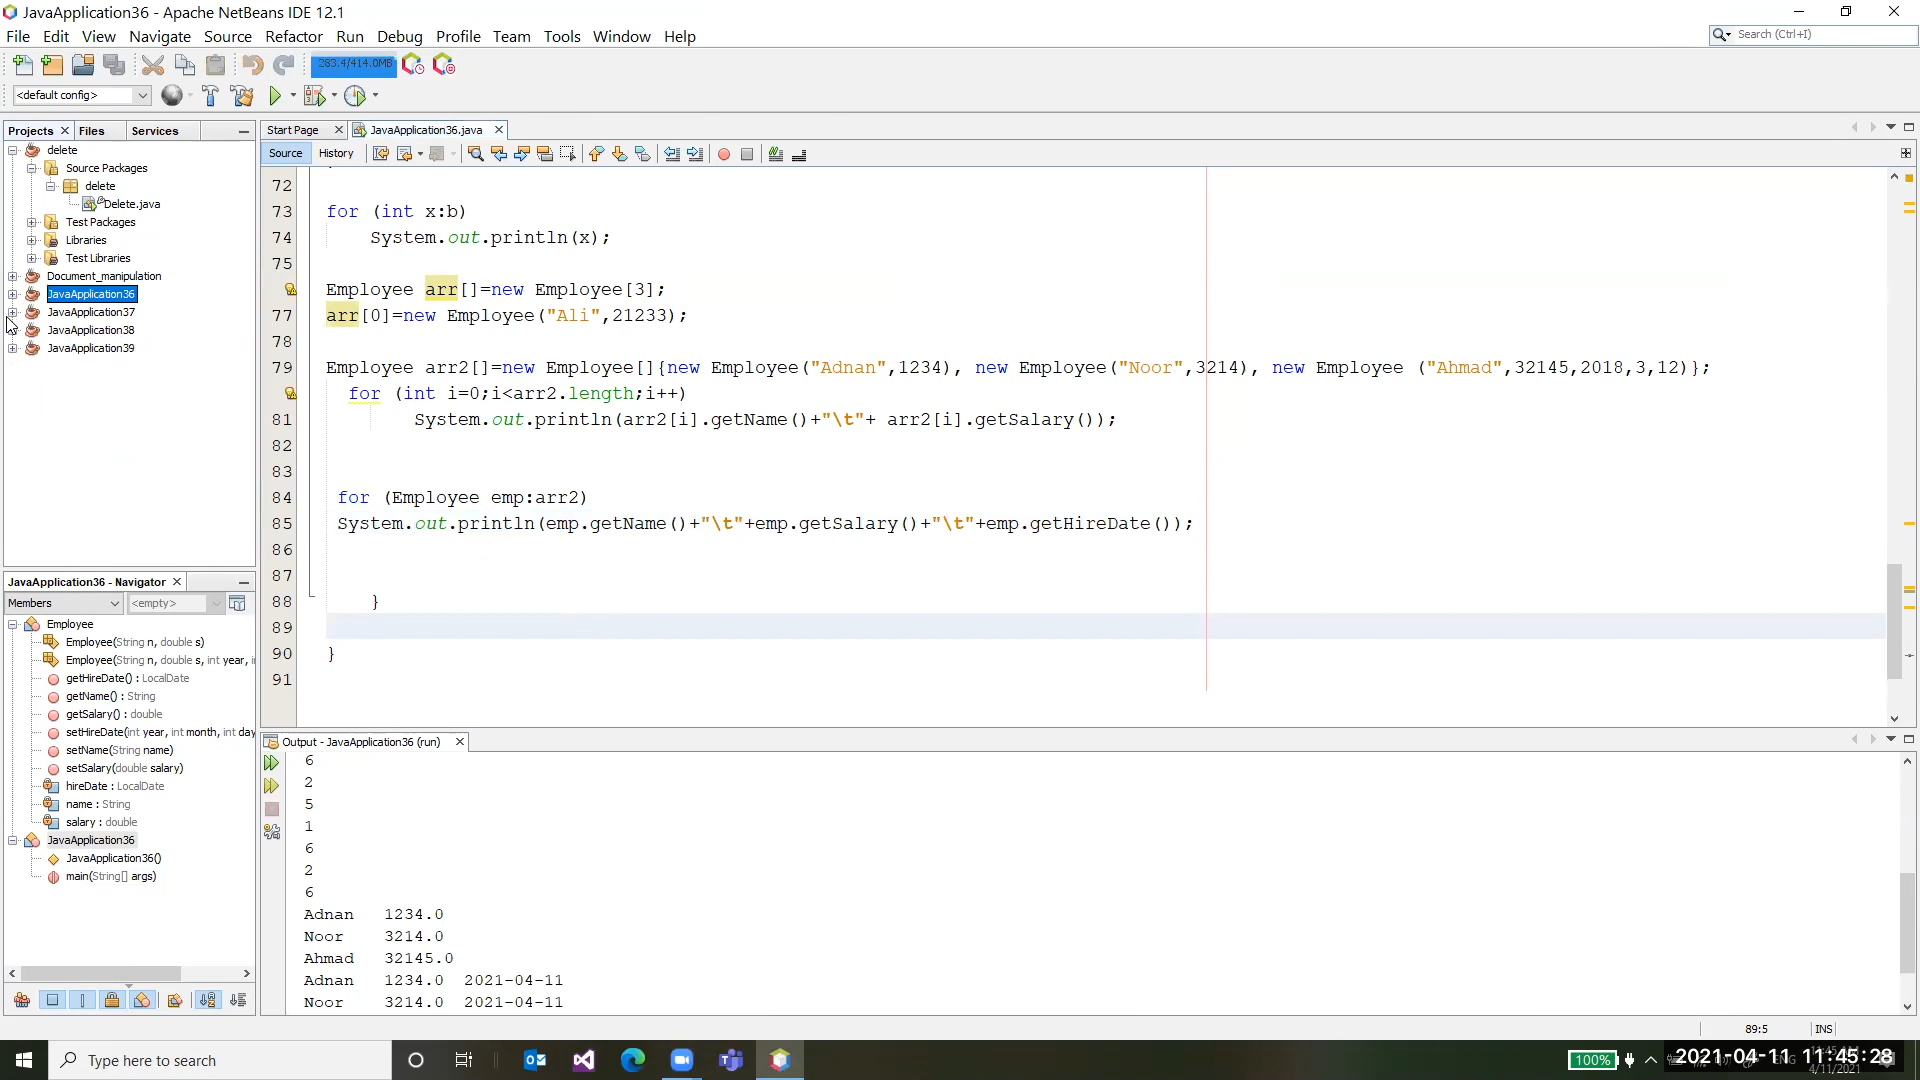 JavaApplication36 - Apache NetBeans IDE 12.1
File Edit View Navigate Source Refactor Run Debug Profile Team Tools Window Help
Search (Ctrl+I)
283.4/414.0MB
<default config>
Projects Files Services
delete
Source Packages
delete
Delete.java
Test Packages
Libraries
Test Libraries
Document_manipulation
JavaApplication36
JavaApplication37
JavaApplication38
JavaApplication39
Start Page JavaApplication36.java
Source History
72
73 for (int x:b)
74 System.out.println(x);
75
Employee arr[]=new Employee[3];
77 arr[0]=new Employee("Ali",21233);
78
79 Employee arr2[]=new Employee[]{new Employee("Adnan",1234), new Employee("Noor",3214), new Employee ("Ahmad",32145,2018,3,12)};
for (int i=0;i<arr2.length;i++)
81 System.out.println(arr2[i].getName()+"\t"+ arr2[i].getSalary());
82
83
84 for (Employee emp:arr2)
85 System.out.println(emp.getName()+"\t"+emp.getSalary()+"\t"+emp.getHireDate());
86
87
88 }
89
90 }
91
JavaApplication36 - Navigator
Members <empty>
Employee
Employee(String n, double s)
Employee(String n, double s, int year, i
getHireDate() : LocalDate
getName() : String
getSalary() : double
setHireDate(int year, int month, int day
setName(String name)
setSalary(double salary)
hireDate : LocalDate
name : String
salary : double
JavaApplication36
JavaApplication36()
main(String[] args)
Output - JavaApplication36 (run)
6
2
5
1
6
2
6
Adnan 1234.0
Noor 3214.0
Ahmad 32145.0
Adnan 1234.0 2021-04-11
Noor 3214.0 2021-04-11
89:5 INS
Type here to search
100%
2021-04-11 11:45:28
4/11/2021